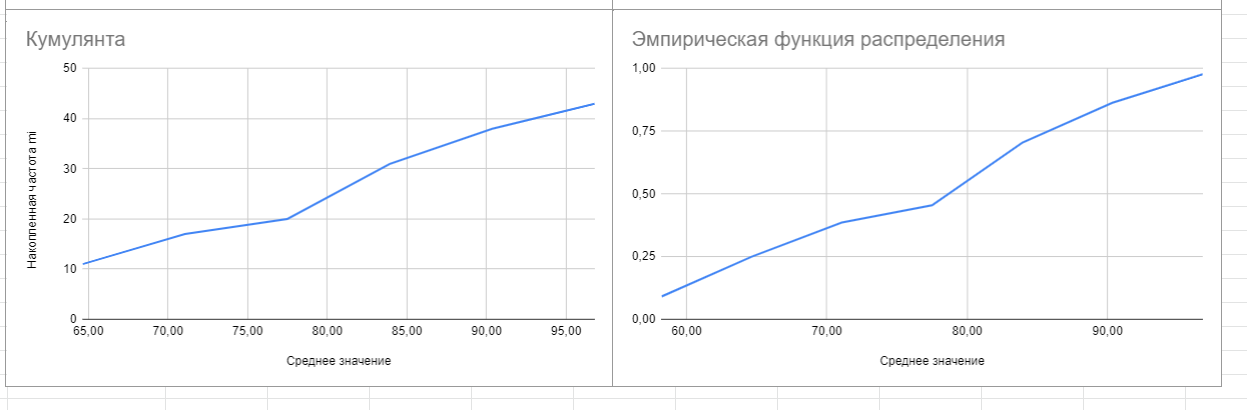 Кумулянта
50
40
30
20
10
0
Накопленная частота mi
65,00 70,00 75,00 80,00 85,00 90,00 95,00
Среднее значение
Эмпирическая функция распределения
1,00
0,75
0,50
0,25
0,00
60,00 70,00 80,00 90,00
Среднее значение